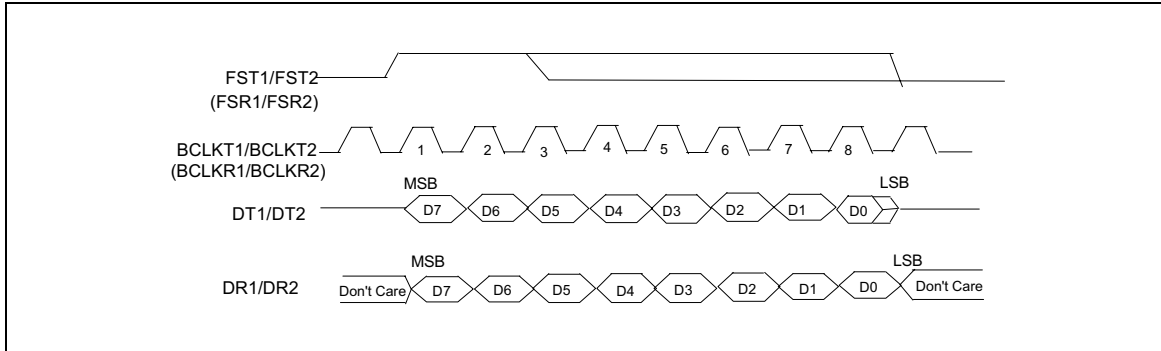 FST1/FST2
(FSR1/FSR2)
BCLKT1/BCLKT2
(BCLKR1/BCLKR2)
1 2 3 4 5 6 7 8
MSB LSB
DT1/DT2
D7 D6 D5 D4 D3 D2 D1 D0
MSB LSB
DR1/DR2
Don't Care D7 D6 D5 D4 D3 D2 D1 D0 Don't Care